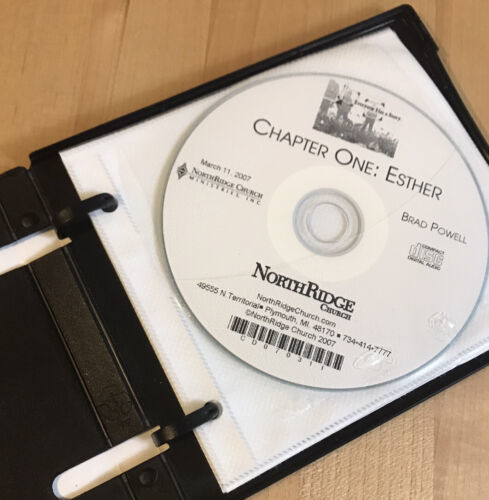 Everyone Has a Story
CHAPTER ONE: ESTHER
March 11, 2007
NORTHRIDGE CHURCH
MINISTRIES, INC
BRAD POWELL
COMPACT
disc
DIGITAL AUDIO
NORTHRIDGE
CHURCH
NorthRidgeChurch.com
49555 N. Territorial▪ Plymouth, MI. 48170 ▪ 734-414-7777
©NorthRidge Church 2007
CD070311